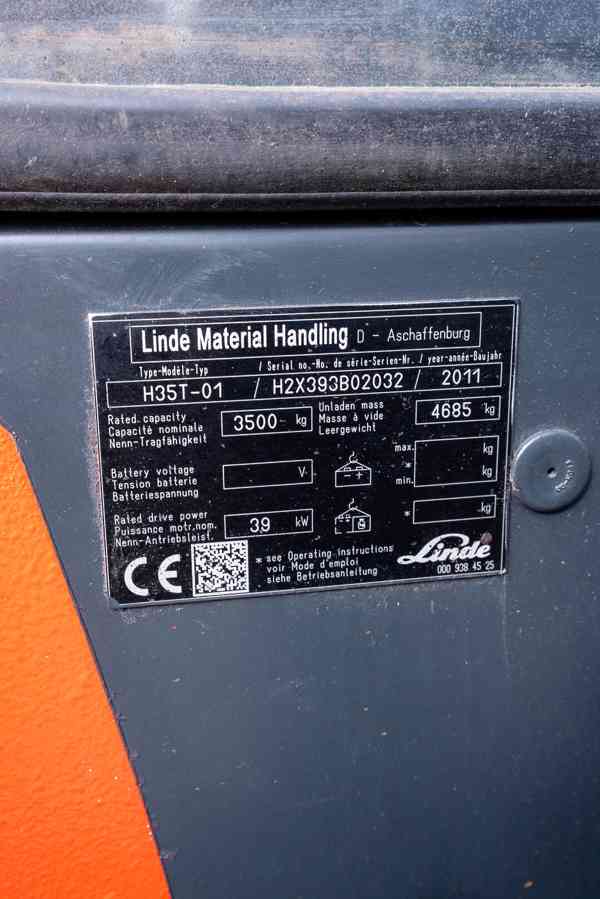 Linde Material Handling D - Aschaffenburg
Type-Modèle-Typ / Serial no.-No. de série-Serien-Nr. / year-année-Baujahr
H35T-01 / H2X393B02032 / 2011
Rated capacity
Capacité nominale
Nenn-Tragfähigkeit
3500 kg
Unladen mass
Masse à vide
Leergewicht
4685 kg
Battery voltage
Tension batterie
Batteriespannung
V
- +
max. kg
*
min. kg
Rated drive power
Puissance motr.nom.
Nenn-Antriebsleist.
39 kW
* kg
CE
* see Operating instructions
voir Mode d'emploi
siehe Betriebsanleitung
Linde
000 938 45 25